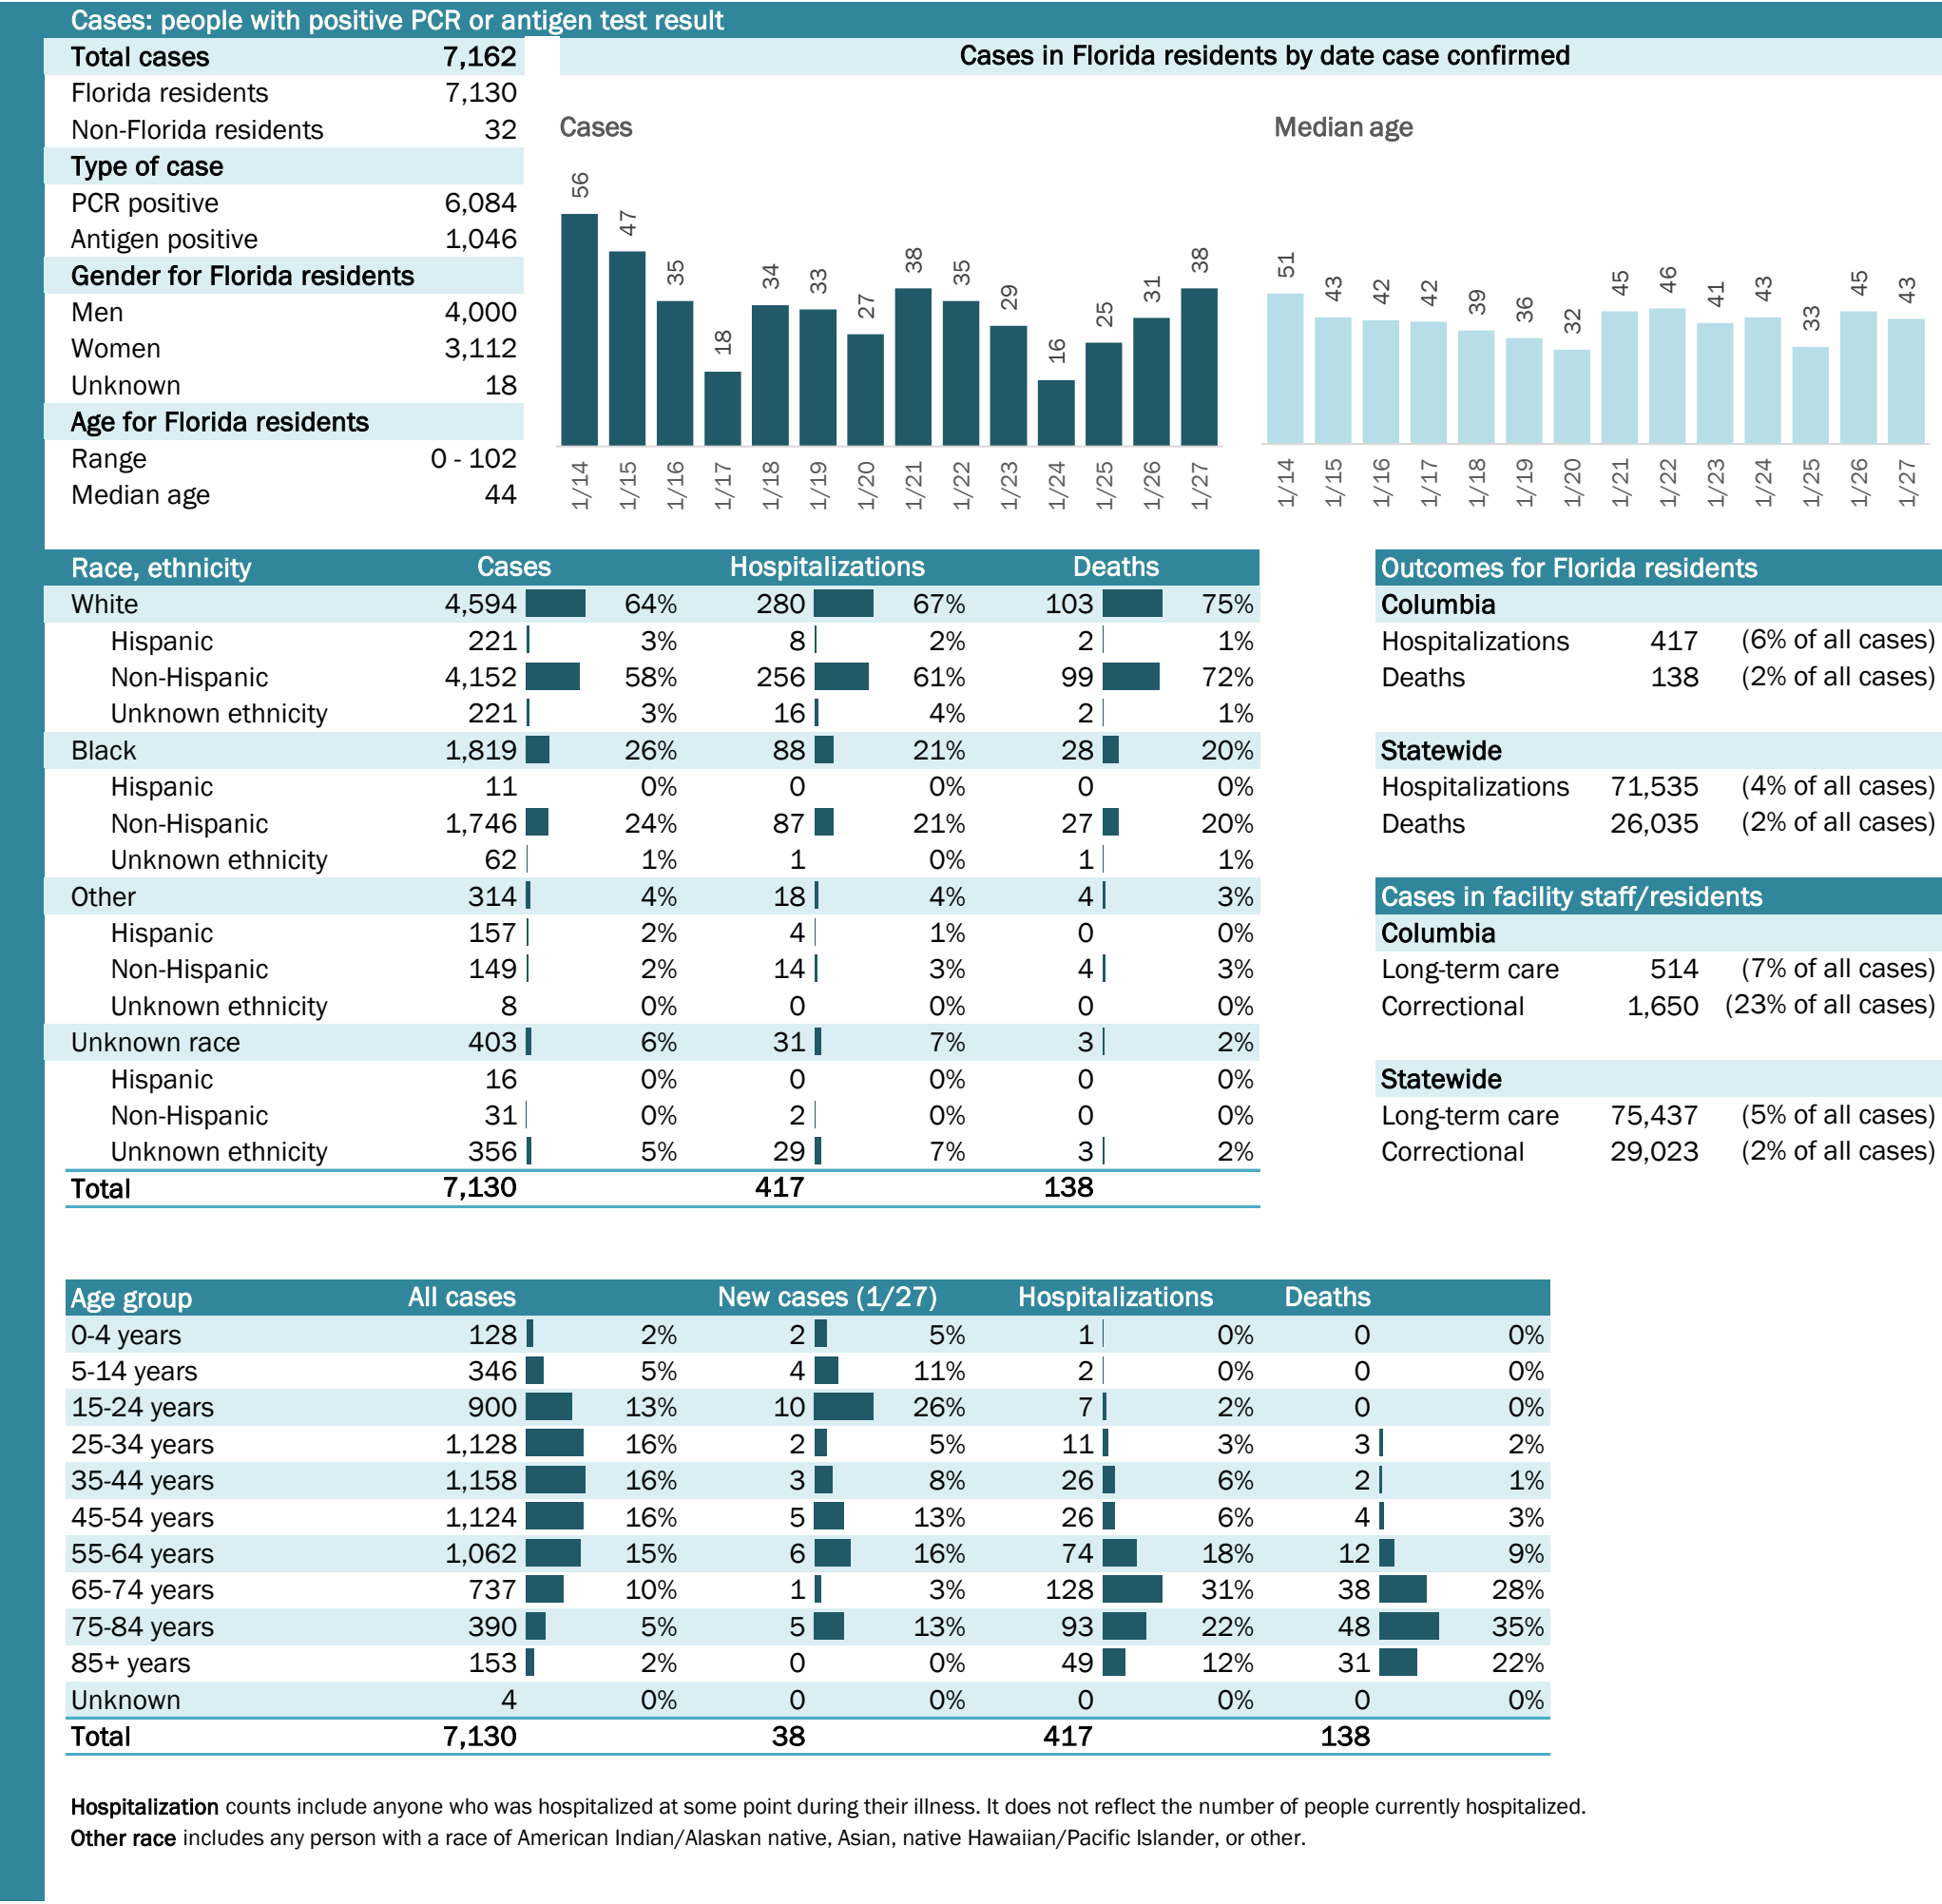 Cases: people with positive PCR or antigen test result
Total cases 7,162
Florida residents 7,130
Non-Florida residents 32
Type of case
PCR positive 6,084
Antigen positive 1,046
Gender for Florida residents
Men 4,000
Women 3,112
Unknown 18
Age for Florida residents
Range 0 - 102
Median age 44
Cases in Florida residents by date case confirmed
Cases
56 47 35 18 34 33 27 38 35 29 16 25 31 38
1/14 1/15 1/16 1/17 1/18 1/19 1/20 1/21 1/22 1/23 1/24 1/25 1/26 1/27
Median age
51 43 42 42 39 36 32 45 46 41 43 33 45 43
1/14 1/15 1/16 1/17 1/18 1/19 1/20 1/21 1/22 1/23 1/24 1/25 1/26 1/27
Race, ethnicity Cases Hospitalizations Deaths
White 4,594 64% 280 67% 103 75%
Hispanic 221 3% 8 2% 2 1%
Non-Hispanic 4,152 58% 256 61% 99 72%
Unknown ethnicity 221 3% 16 4% 2 1%
Black 1,819 26% 88 21% 28 20%
Hispanic 11 0% 0 0% 0 0%
Non-Hispanic 1,746 24% 87 21% 27 20%
Unknown ethnicity 62 1% 1 0% 1 1%
Other 314 4% 18 4% 4 3%
Hispanic 157 2% 4 1% 0 0%
Non-Hispanic 149 2% 14 3% 4 3%
Unknown ethnicity 8 0% 0 0% 0 0%
Unknown race 403 6% 31 7% 3 2%
Hispanic 16 0% 0 0% 0 0%
Non-Hispanic 31 0% 2 0% 0 0%
Unknown ethnicity 356 5% 29 7% 3 2%
Total 7,130 417 138
Outcomes for Florida residents
Columbia
Hospitalizations 417 (6% of all cases)
Deaths 138 (2% of all cases)
Statewide
Hospitalizations 71,535 (4% of all cases)
Deaths 26,035 (2% of all cases)
Cases in facility staff/residents
Columbia
Long-term care 514 (7% of all cases)
Correctional 1,650 (23% of all cases)
Statewide
Long-term care 75,437 (5% of all cases)
Correctional 29,023 (2% of all cases)
Age group All cases New cases (1/27) Hospitalizations Deaths
0-4 years 128 2% 2 5% 1 0% 0 0%
5-14 years 346 5% 4 11% 2 0% 0 0%
15-24 years 900 13% 10 26% 7 2% 0 0%
25-34 years 1,128 16% 2 5% 11 3% 3 2%
35-44 years 1,158 16% 3 8% 26 6% 2 1%
45-54 years 1,124 16% 5 13% 26 6% 4 3%
55-64 years 1,062 15% 6 16% 74 18% 12 9%
65-74 years 737 10% 1 3% 128 31% 38 28%
75-84 years 390 5% 5 13% 93 22% 48 35%
85+ years 153 2% 0 0% 49 12% 31 22%
Unknown 4 0% 0 0% 0 0% 0 0%
Total 7,130 38 417 138
Hospitalization counts include anyone who was hospitalized at some point during their illness. It does not reflect the number of people currently hospitalized.
Other race includes any person with a race of American Indian/Alaskan native, Asian, native Hawaiian/Pacific Islander, or other.